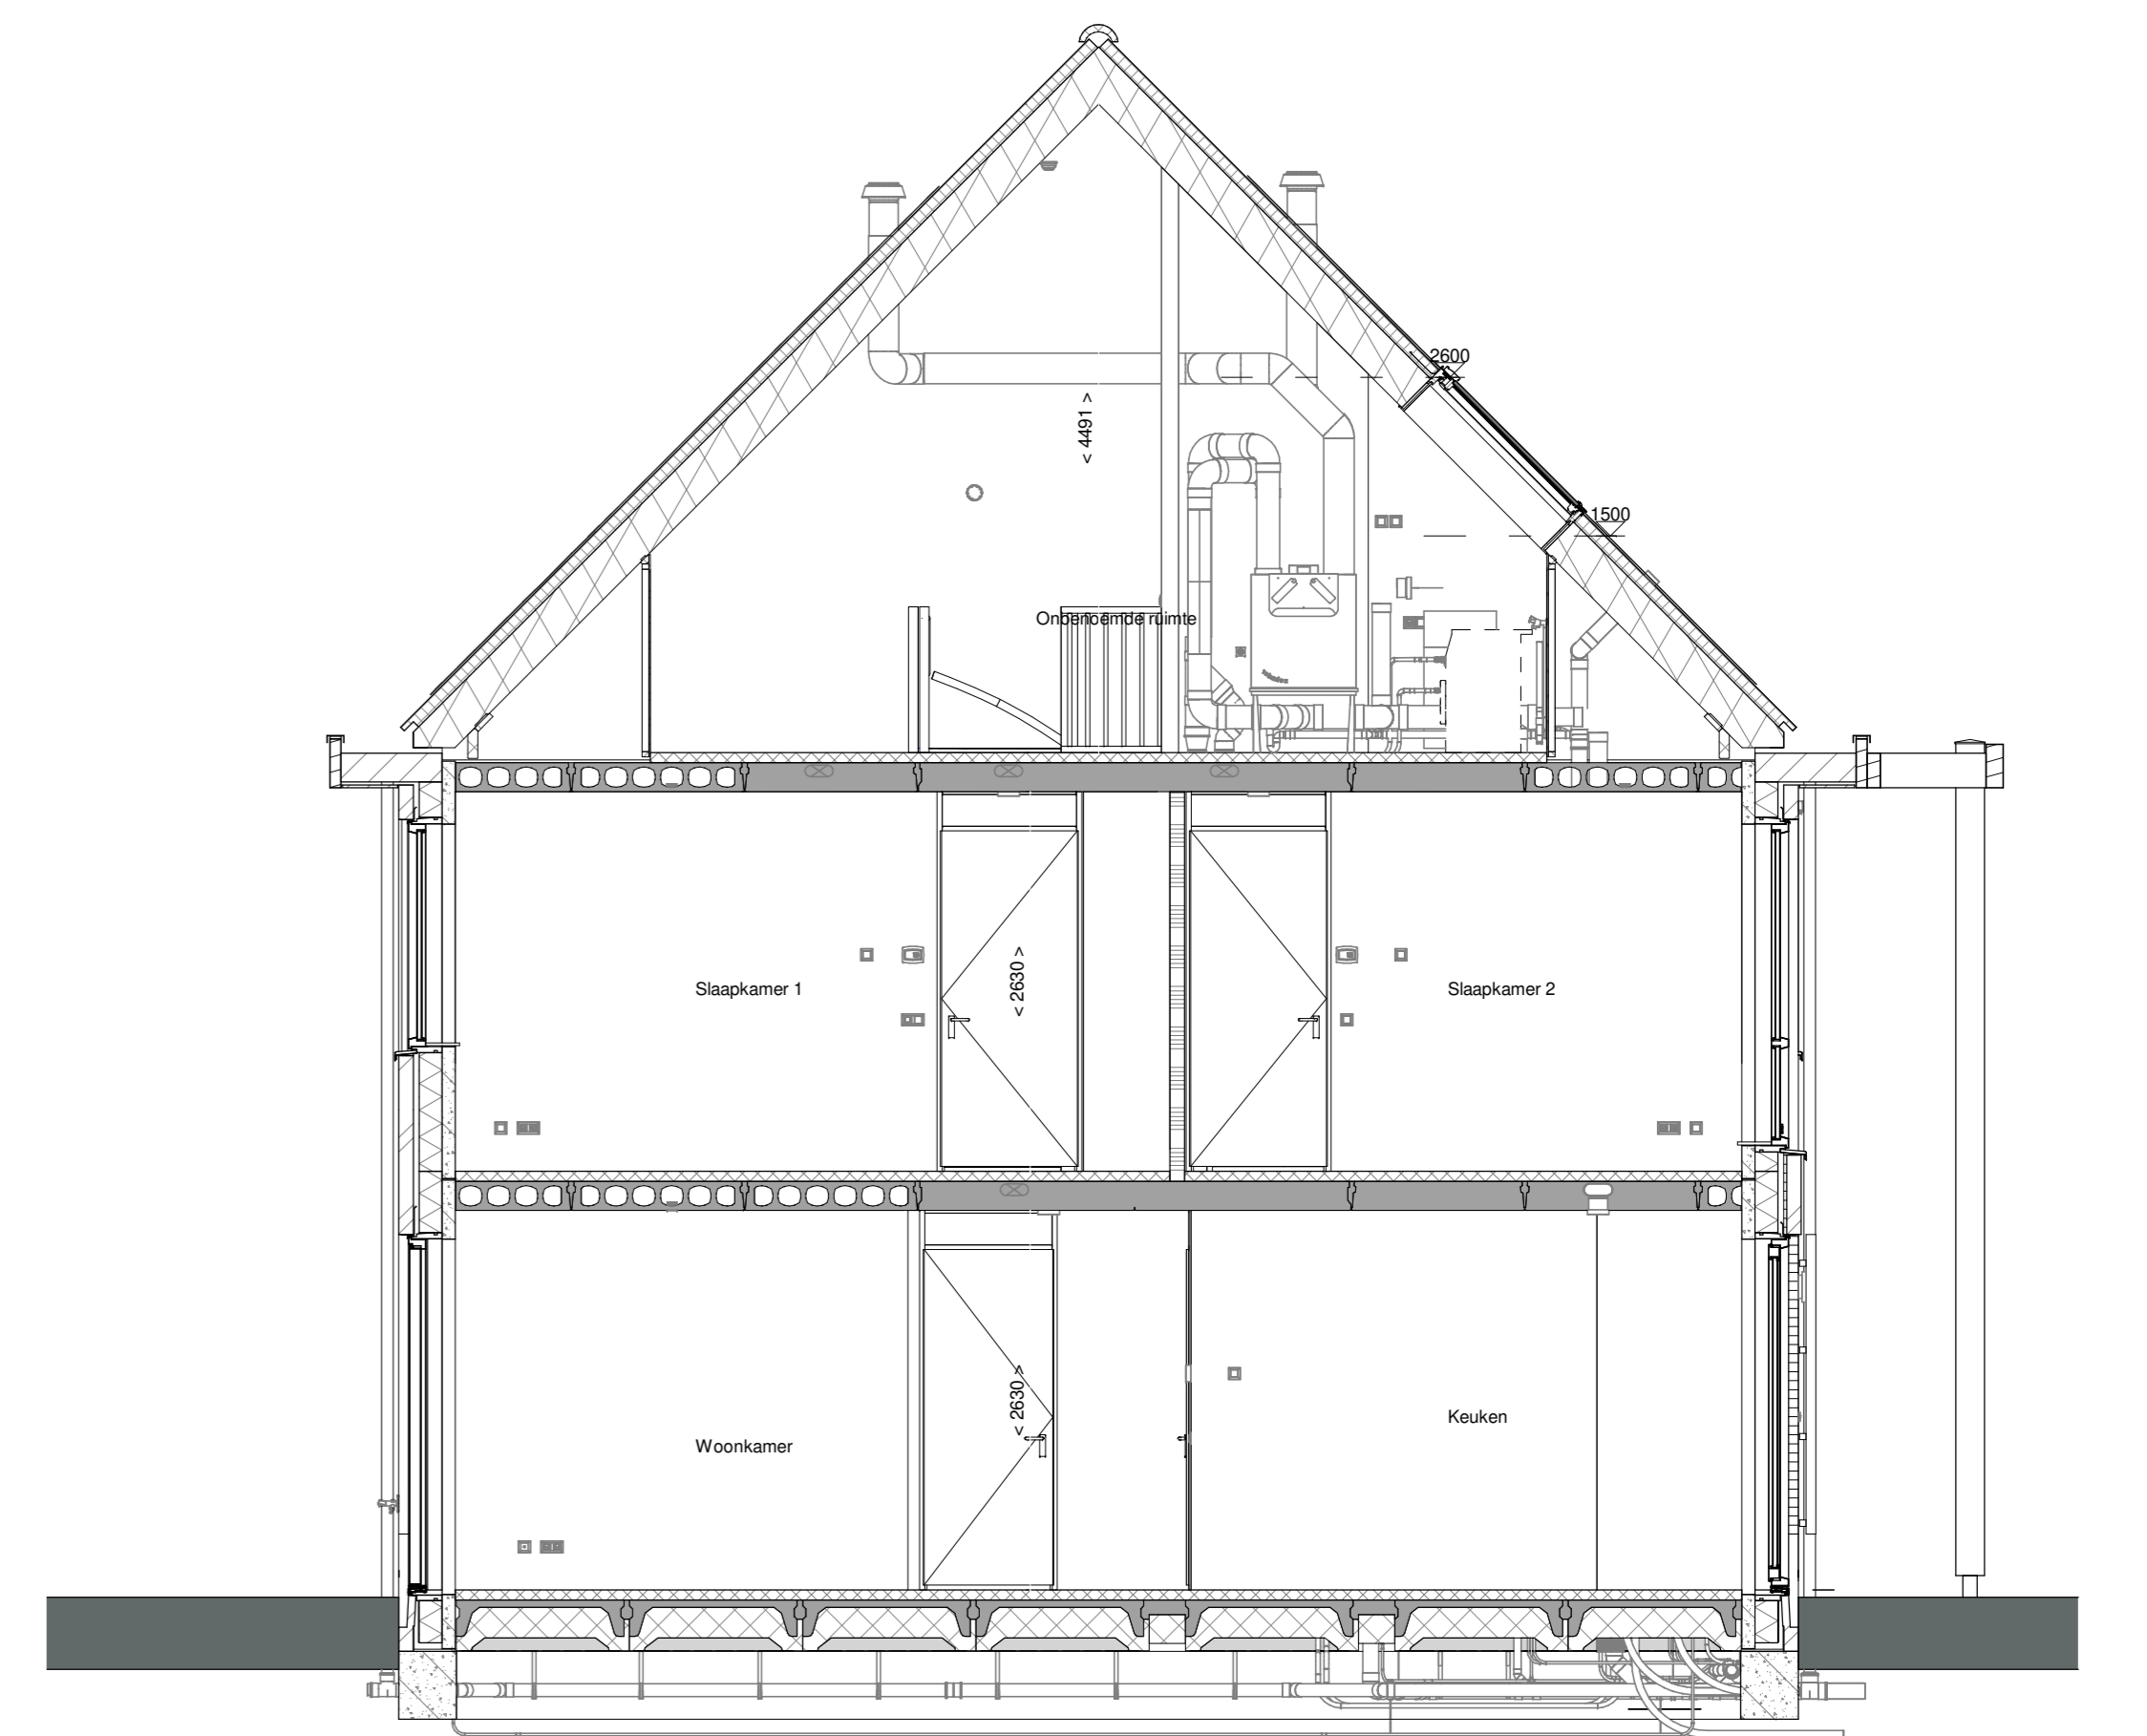 2600
< 4491 >
1500
Onbenoemde ruimte
< 2630 >
Slaapkamer 1
Slaapkamer 2
< 2630 >
Keuken
Woonkamer